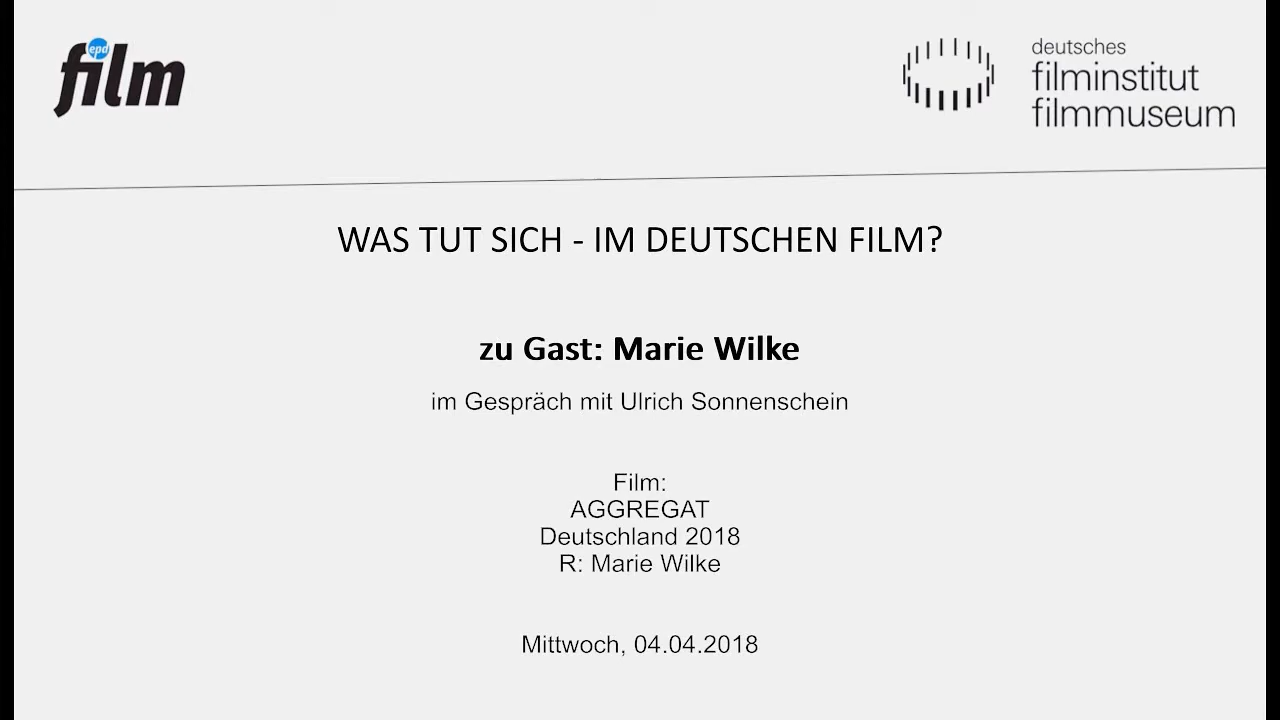 epd
film
deutsches
filminstitut
filmmuseum
WAS TUT SICH - IM DEUTSCHEN FILM?
zu Gast: Marie Wilke
im Gespräch mit Ulrich Sonnenschein
Film:
AGGREGAT
Deutschland 2018
R: Marie Wilke
Mittwoch, 04.04.2018